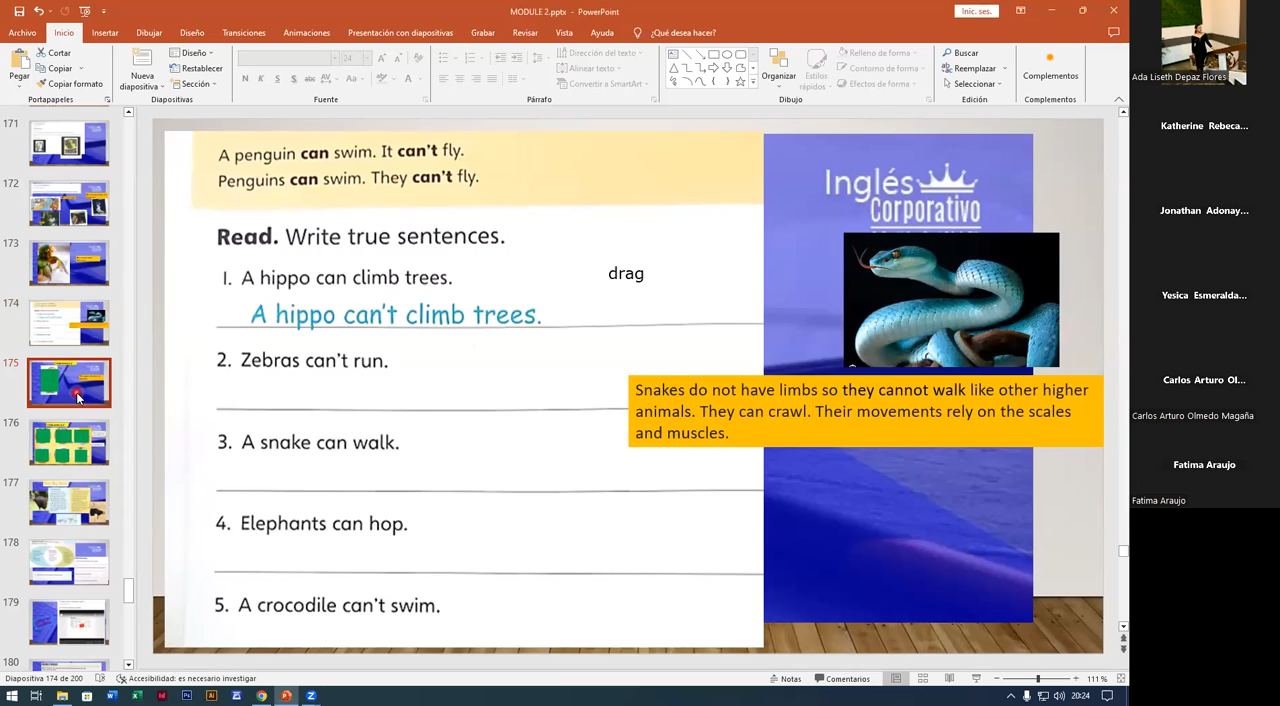 MODULE 2.pptx - PowerPoint
Inic. ses.
Archivo Inicio Insertar Dibujar Diseño Transiciones Animaciones Presentación con diapositivas Grabar Revisar Vista Ayuda ¿Qué desea hacer?
Pegar
Cortar
Copiar
Copiar formato
Portapapeles
Nueva
diapositiva
Diseño
Restablecer
Sección
Diapositivas
24
N K S S abc AV Aa A
Fuente
Dirección del texto
Alinear texto
Convertir a SmartArt
Párrafo
Organizar
Estilos
rápidos
Relleno de forma
Contorno de forma
Efectos de forma
Dibujo
Buscar
Reemplazar
Seleccionar
Edición
Complementos
Complementos
171
172
173
174
175
176
177
178
179
180
A penguin can swim. It can't fly.
Penguins can swim. They can't fly.
Read. Write true sentences.
1. A hippo can climb trees.
A hippo can't climb trees.
2. Zebras can't run.
3. A snake can walk.
4. Elephants can hop.
5. A crocodile can't swim.
drag
Inglés
Corporativo
Snakes do not have limbs so they cannot walk like other higher
animals. They can crawl. Their movements rely on the scales
and muscles.
Ada Liseth Depaz Flores
Katherine Rebeca...
Jonathan Adonay...
Yesica Esmeralda...
Carlos Arturo Ol...
Carlos Arturo Olmedo Magaña
Fatima Araujo
Fatima Araujo
Diapositiva 174 de 200
Accesibilidad: es necesario investigar
Notas
Comentarios
111 %
20:24